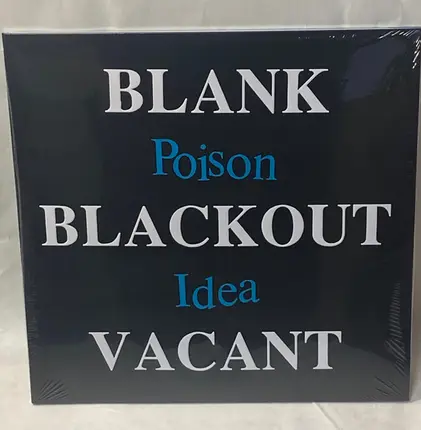 BLANK
Poison
BLACKOUT
Idea
VACANT